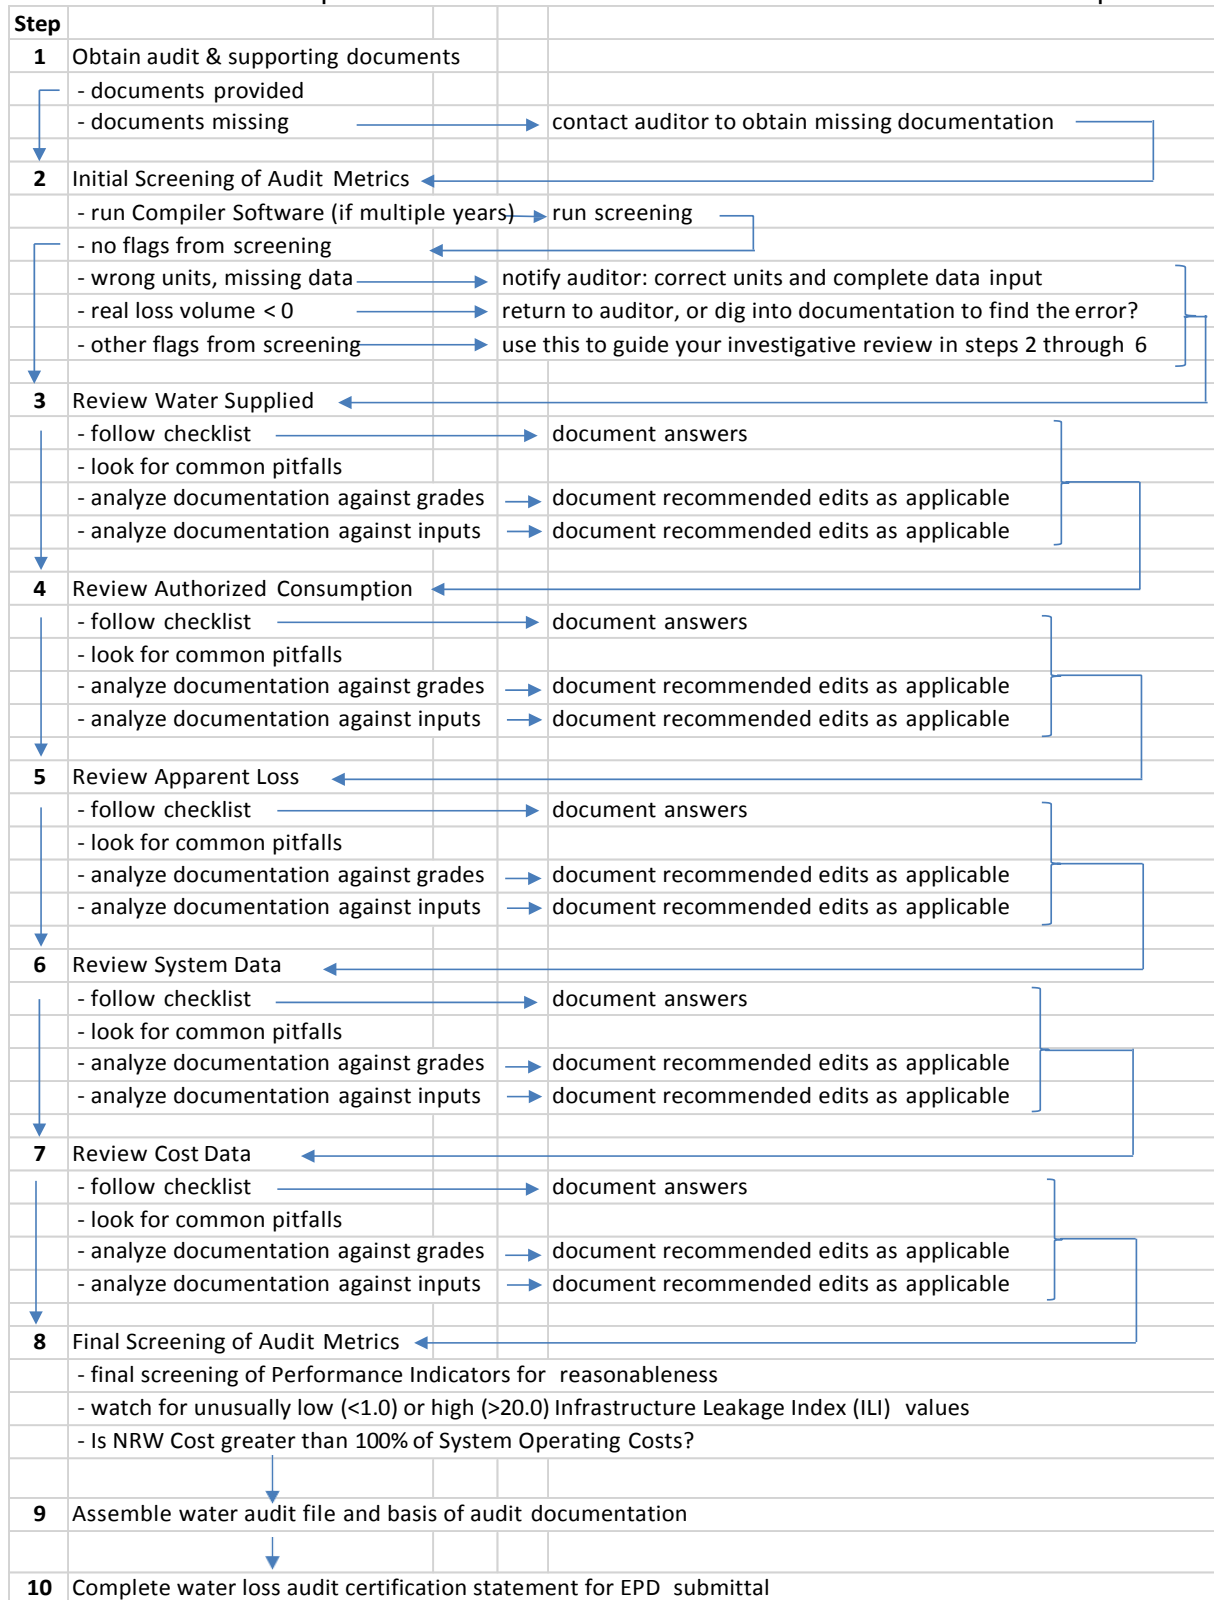 Step
1 Obtain audit & supporting documents
- documents provided
- documents missing contact auditor to obtain missing documentation
2 Initial Screening of Audit Metrics
- run Compiler Software (if multiple years) run screening
- no flags from screening
- wrong units, missing data notify auditor: correct units and complete data input
- real loss volume < 0 return to auditor, or dig into documentation to find the error?
- other flags from screening use this to guide your investigative review in steps 2 through 6
3 Review Water Supplied
- follow checklist document answers
- look for common pitfalls
- analyze documentation against grades document recommended edits as applicable
- analyze documentation against inputs document recommended edits as applicable
4 Review Authorized Consumption
- follow checklist document answers
- look for common pitfalls
- analyze documentation against grades document recommended edits as applicable
- analyze documentation against inputs document recommended edits as applicable
5 Review Apparent Loss
- follow checklist document answers
- look for common pitfalls
- analyze documentation against grades document recommended edits as applicable
- analyze documentation against inputs document recommended edits as applicable
6 Review System Data
- follow checklist document answers
- look for common pitfalls
- analyze documentation against grades document recommended edits as applicable
- analyze documentation against inputs document recommended edits as applicable
7 Review Cost Data
- follow checklist document answers
- look for common pitfalls
- analyze documentation against grades document recommended edits as applicable
- analyze documentation against inputs document recommended edits as applicable
8 Final Screening of Audit Metrics
- final screening of Performance Indicators for reasonableness
- watch for unusually low (<1.0) or high (>20.0) Infrastructure Leakage Index (ILI) values
- Is NRW Cost greater than 100% of System Operating Costs?
9 Assemble water audit file and basis of audit documentation
10 Complete water loss audit certification statement for EPD submittal